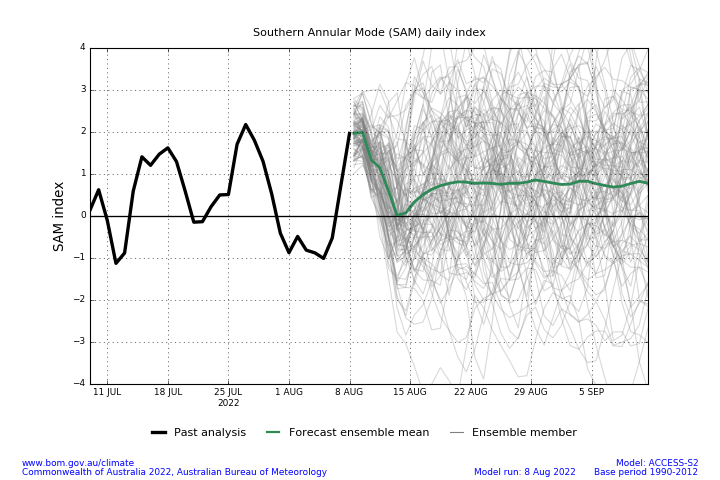 Southern Annular Mode (SAM) daily index
4
3
2
1
0
−1
−2
−3
−4
SAM index
11 JUL 18 JUL 25 JUL 1 AUG 8 AUG 15 AUG 22 AUG 29 AUG 5 SEP
2022
Past analysis Forecast ensemble mean Ensemble member
www.bom.gov.au/climate Model: ACCESS-S2
Commonwealth of Australia 2022, Australian Bureau of Meteorology Model run: 8 Aug 2022 Base period 1990-2012